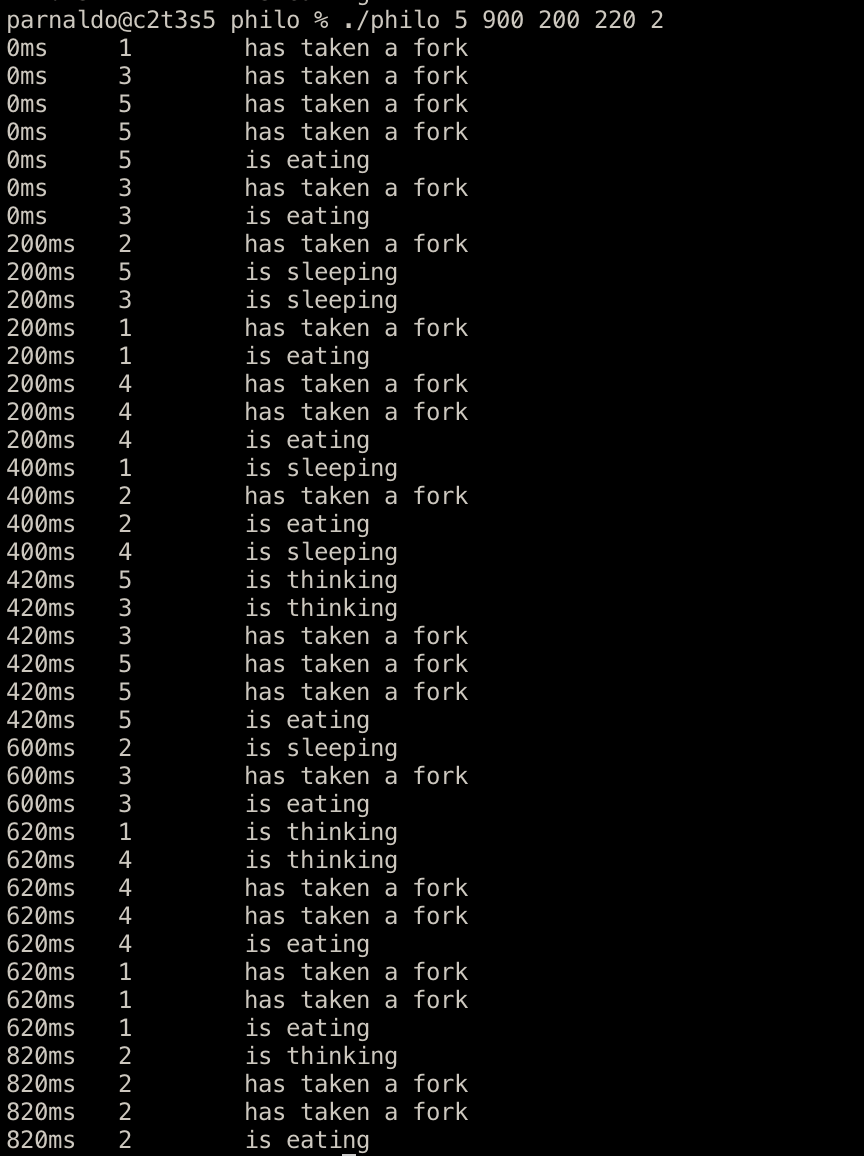 parnaldo@c2t3s5 philo % ./philo 5 900 200 220 2
0ms 1 has taken a fork
0ms 3 has taken a fork
0ms 5 has taken a fork
0ms 5 has taken a fork
0ms 5 is eating
0ms 3 has taken a fork
0ms 3 is eating
200ms 2 has taken a fork
200ms 5 is sleeping
200ms 3 is sleeping
200ms 1 has taken a fork
200ms 1 is eating
200ms 4 has taken a fork
200ms 4 has taken a fork
200ms 4 is eating
400ms 1 is sleeping
400ms 2 has taken a fork
400ms 2 is eating
400ms 4 is sleeping
420ms 5 is thinking
420ms 3 is thinking
420ms 3 has taken a fork
420ms 5 has taken a fork
420ms 5 has taken a fork
420ms 5 is eating
600ms 2 is sleeping
600ms 3 has taken a fork
600ms 3 is eating
620ms 1 is thinking
620ms 4 is thinking
620ms 4 has taken a fork
620ms 4 has taken a fork
620ms 4 is eating
620ms 1 has taken a fork
620ms 1 has taken a fork
620ms 1 is eating
820ms 2 is thinking
820ms 2 has taken a fork
820ms 2 has taken a fork
820ms 2 is eating